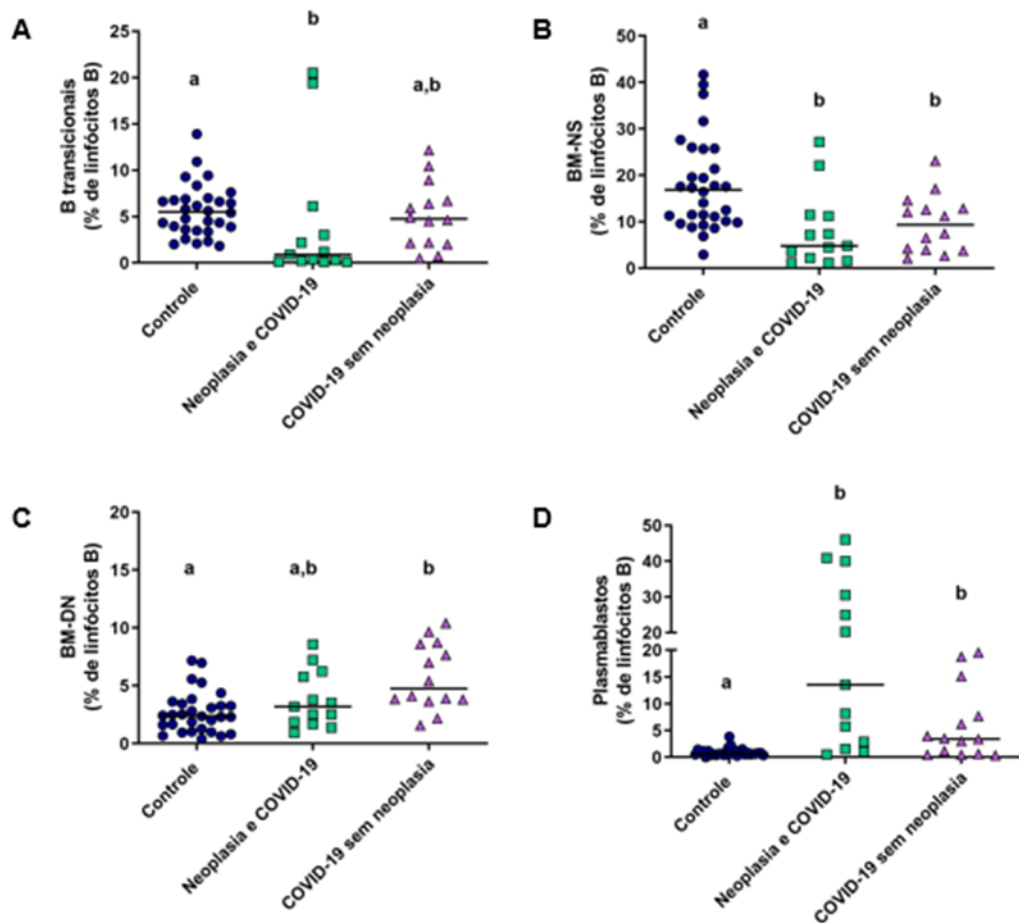 A
B transicionais
(% de linfócitos B)
25
20
15
10
5
0
a
b
a,b
Controle
Neoplasia e COVID-19
COVID-19 sem neoplasia
B
BM-NS
(% de linfócitos B)
50
40
30
20
10
0
a
b
b
Controle
Neoplasia e COVID-19
COVID-19 sem neoplasia
C
BM-DN
(% de linfócitos B)
20
15
10
5
0
a
a,b
b
Controle
Neoplasia e COVID-19
COVID-19 sem neoplasia
D
Plasmablastos
(% de linfócitos B)
50
40
30
20
20
15
10
5
0
a
b
b
Controle
Neoplasia e COVID-19
COVID-19 sem neoplasia